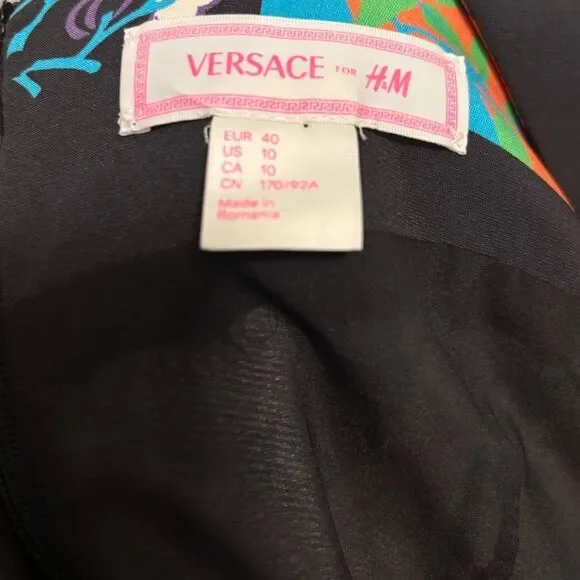 VERSACE FOR H&M
EUR 40
US 10
CA 10
CN 170/92A
Made in
Romania